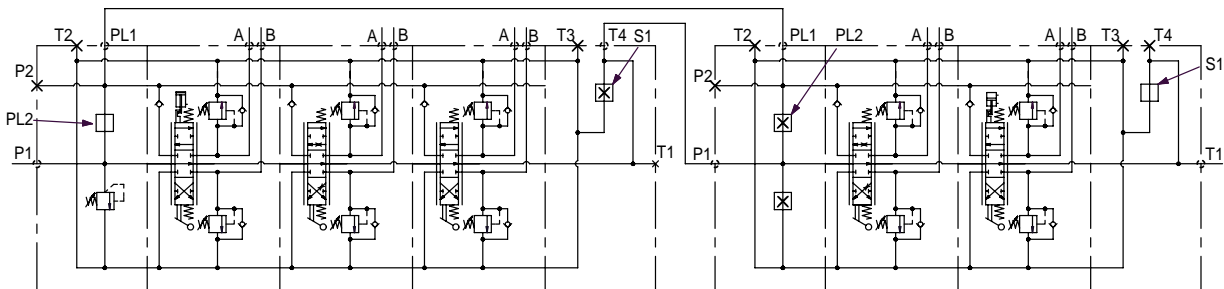 T2 PL1 A B A B A B T3 T4 S1 T2 PL1 PL2 A B A B T3 T4 S1
P2 P2
PL2
P1 T1 P1 T1